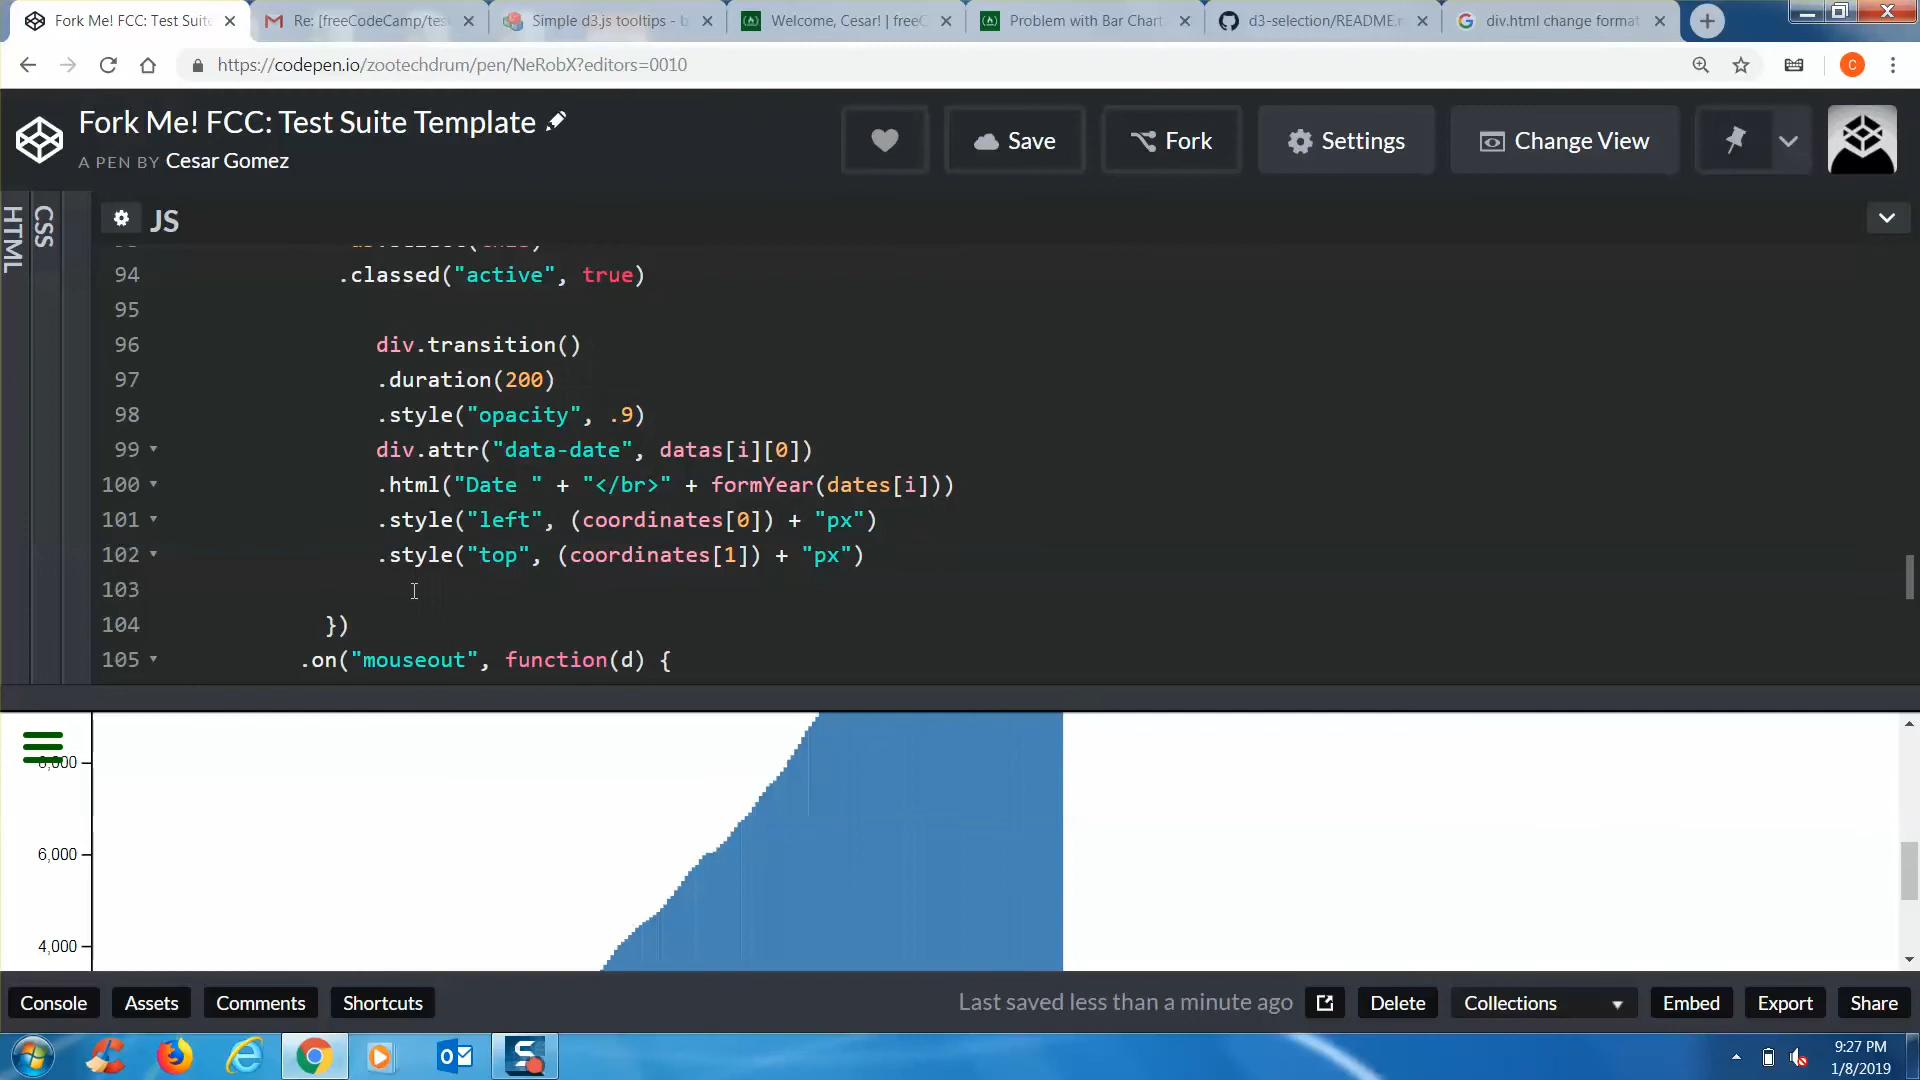 Fork Me! FCC: Test Suite
Re: [freeCodeCamp/tes
Simple d3.js tooltips - b
Welcome, Cesar! | freeC
Problem with Bar Chart
d3-selection/README.m
div.html change format
https://codepen.io/zootechdrum/pen/NeRobX?editors=0010
C
Fork Me! FCC: Test Suite Template
A PEN BY Cesar Gomez
Save
Fork
Settings
Change View
HTML
CSS
JS
94 .classed("active", true)
95
96 div.transition()
97 .duration(200)
98 .style("opacity", .9)
99 div.attr("data-date", datas[i][0])
100 .html("Date " + "</br>" + formYear(dates[i]))
101 .style("left", (coordinates[0]) + "px")
102 .style("top", (coordinates[1]) + "px")
103
104 })
105 .on("mouseout", function(d) {
6,000
4,000
Console
Assets
Comments
Shortcuts
Last saved less than a minute ago
Delete
Collections
Embed
Export
Share
9:27 PM
1/8/2019